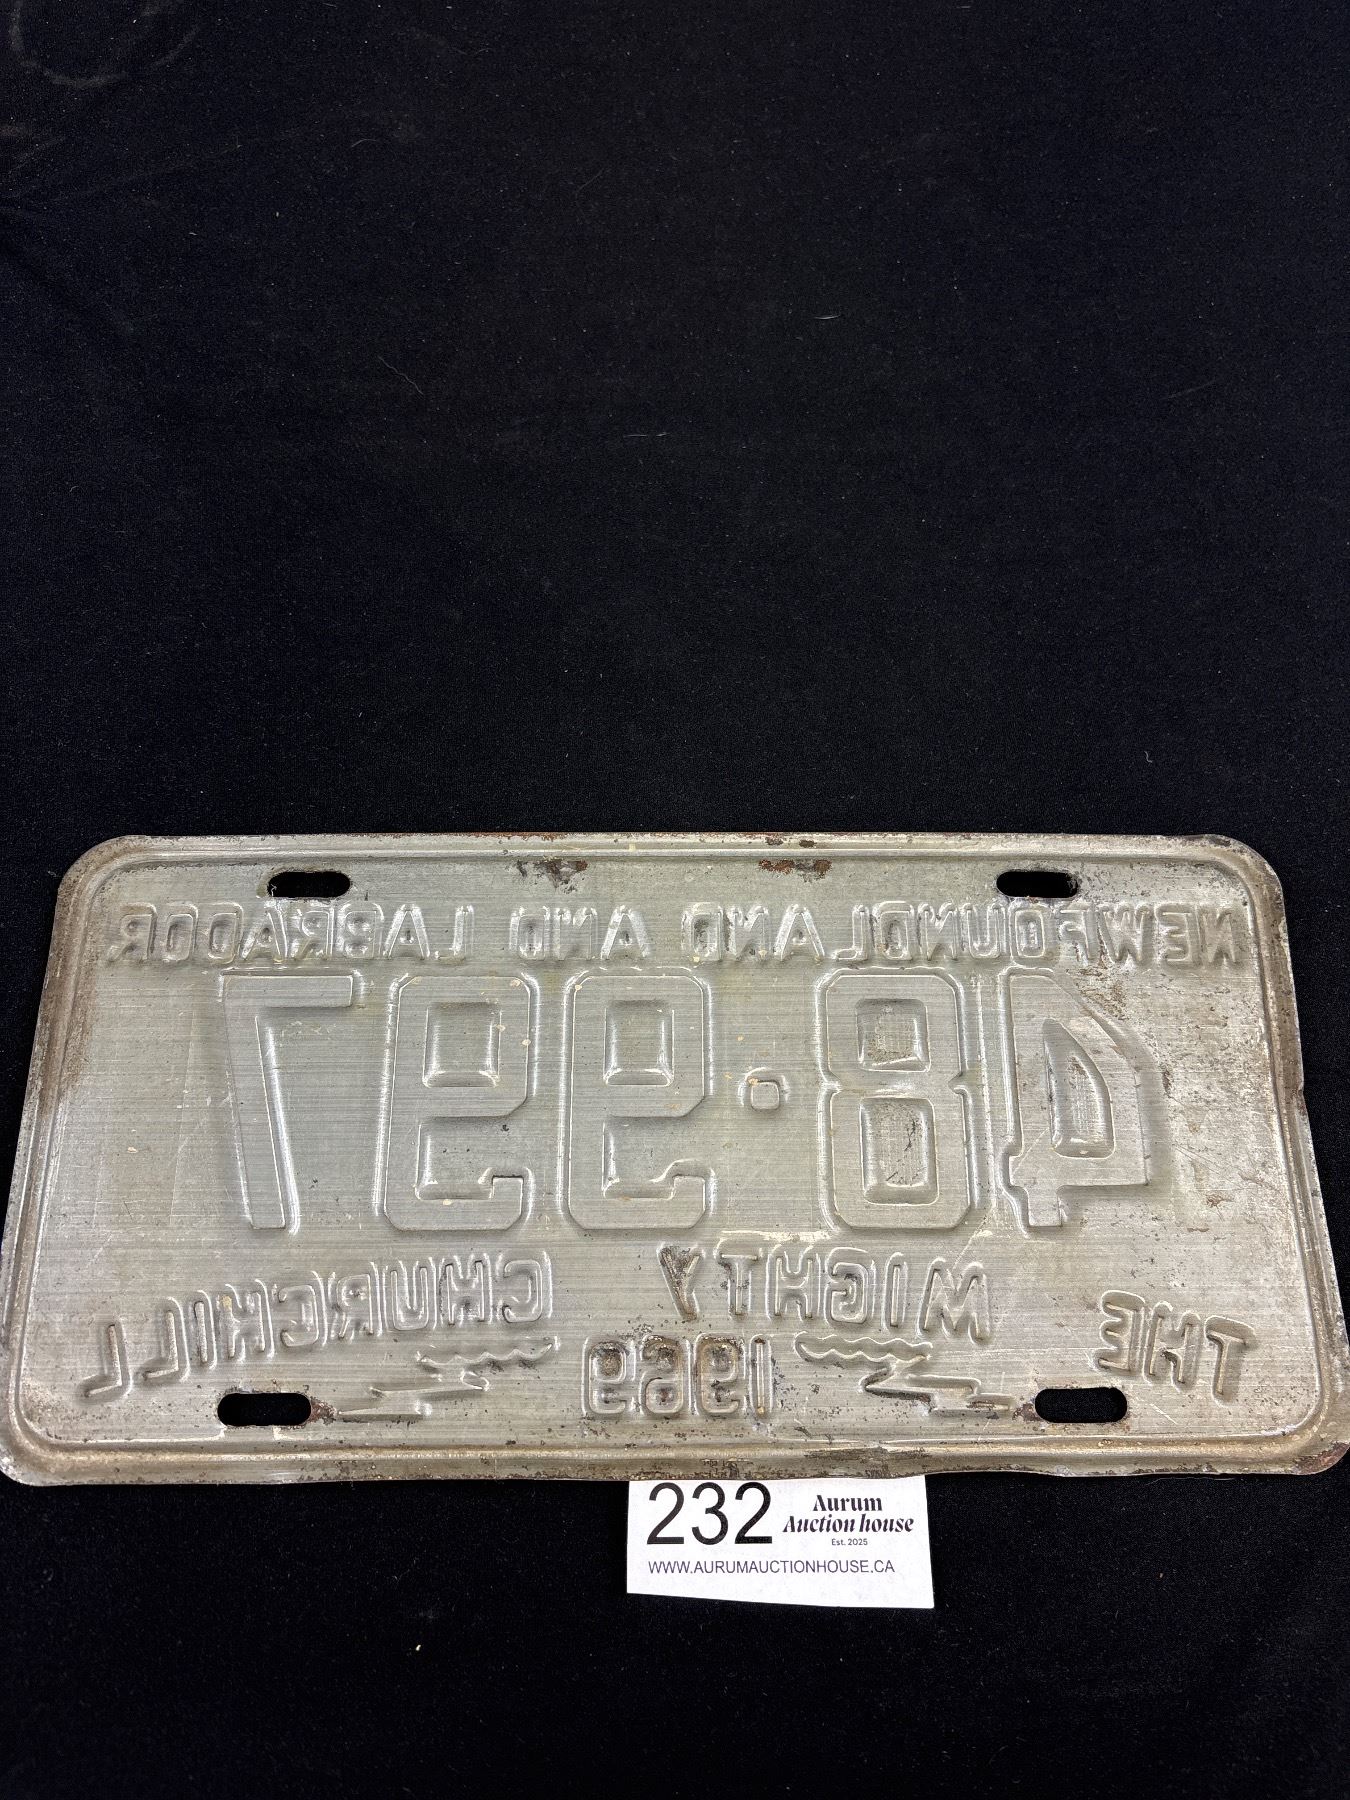 NEWFOUNDLAND AND LABRADOR
48·997
THE MIGHTY CHURCHILL
1969
232
Aurum
Auction house
Est. 2025
WWW.AURUMAUCTIONHOUSE.CA